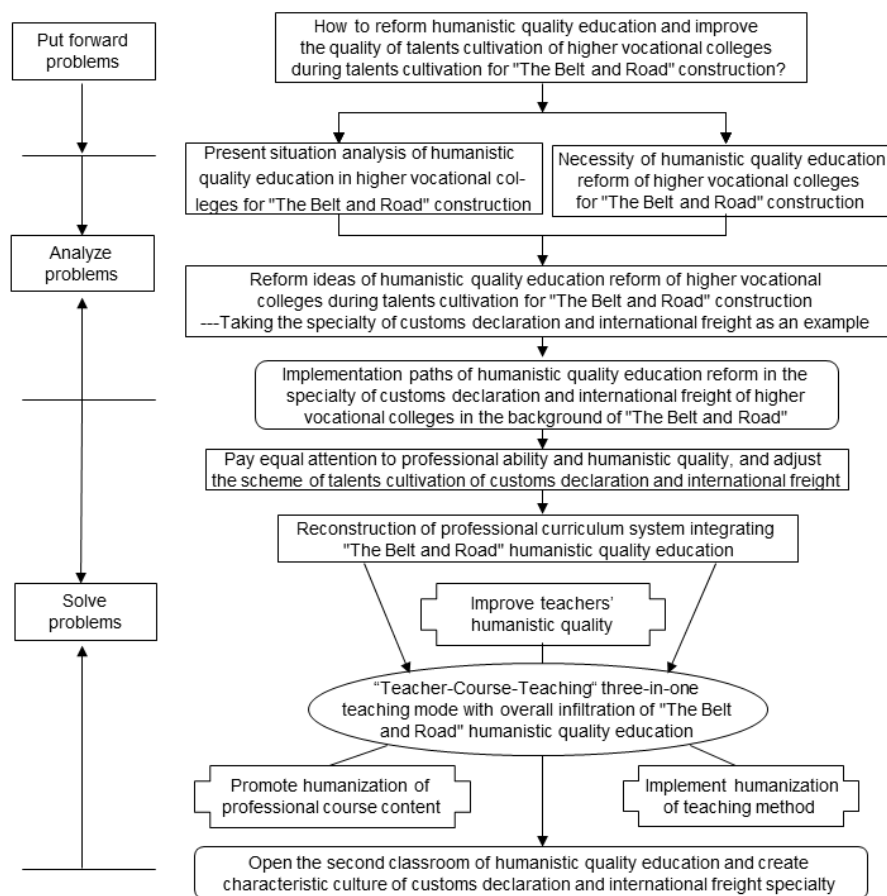 Put forward
problems
How to reform humanistic quality education and improve
the quality of talents cultivation of higher vocational colleges
during talents cultivation for "The Belt and Road" construction?
Present situation analysis of humanistic
quality education in higher vocational col-
leges for "The Belt and Road" construction
Necessity of humanistic quality education
reform of higher vocational colleges
for "The Belt and Road" construction
Analyze
problems
Reform ideas of humanistic quality education reform of higher vocational
colleges during talents cultivation for "The Belt and Road" construction
---Taking the specialty of customs declaration and international freight as an example
Implementation paths of humanistic quality education reform in the
specialty of customs declaration and international freight of higher
vocational colleges in the background of "The Belt and Road"
Pay equal attention to professional ability and humanistic quality, and adjust
the scheme of talents cultivation of customs declaration and international freight
Reconstruction of professional curriculum system integrating
"The Belt and Road" humanistic quality education
Solve
problems
Improve teachers'
humanistic quality
“Teacher-Course-Teaching“ three-in-one
teaching mode with overall infiltration of "The Belt
and Road" humanistic quality education
Promote humanization of
professional course content
Implement humanization
of teaching method
Open the second classroom of humanistic quality education and create
characteristic culture of customs declaration and international freight specialty